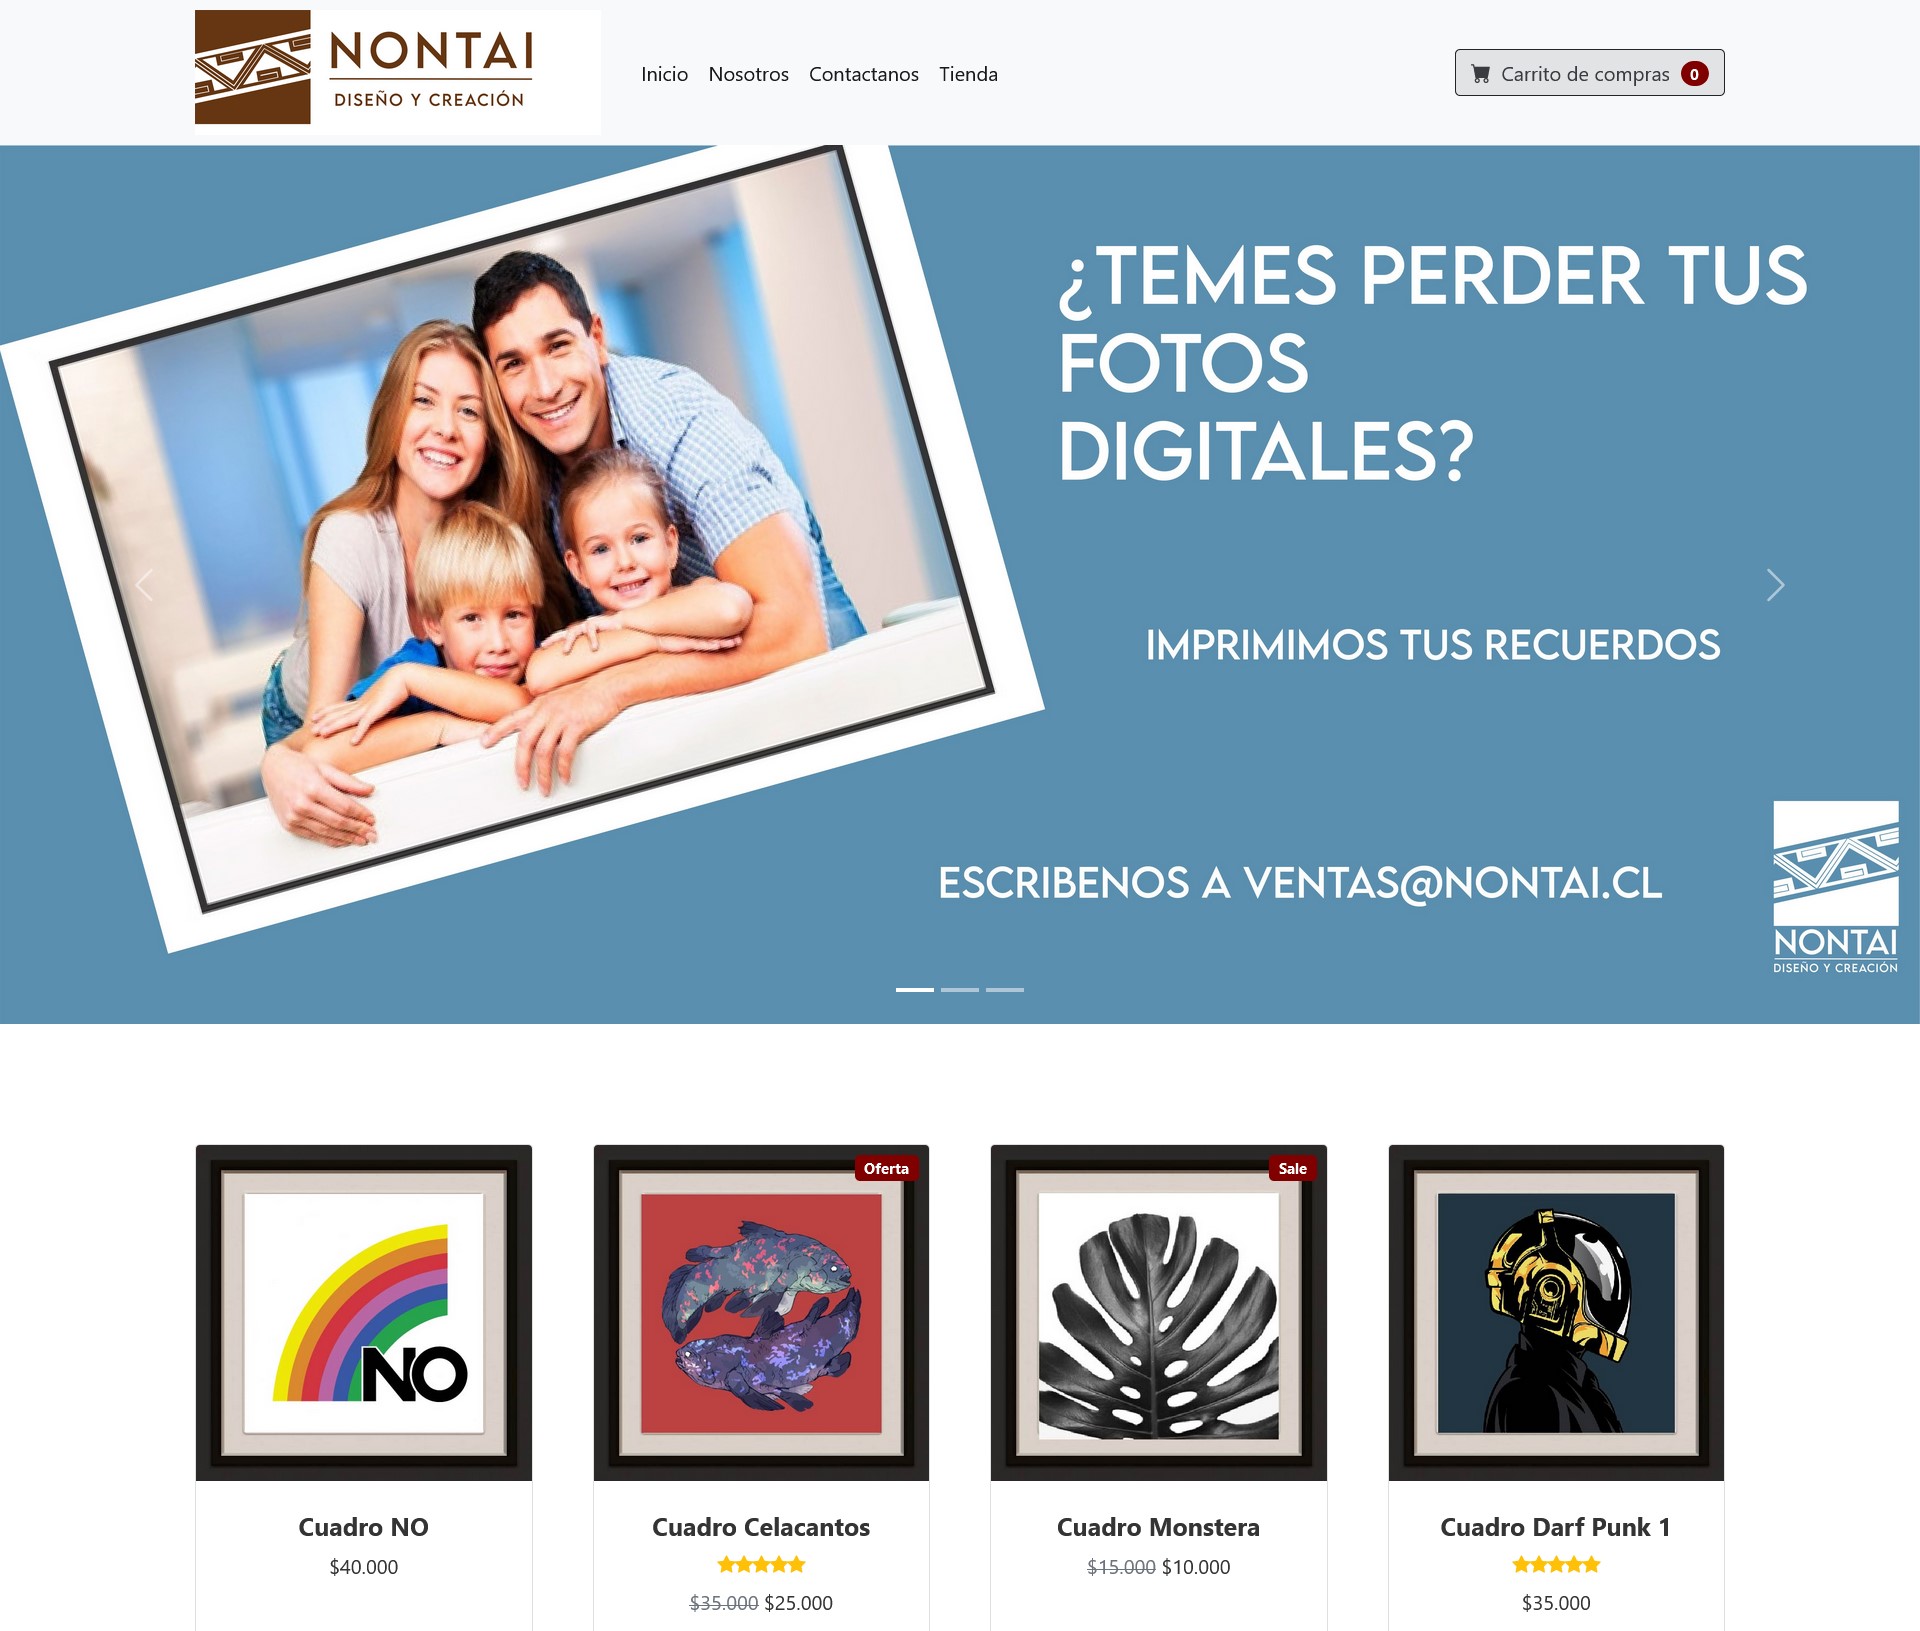 NONTAI
DISEÑO Y CREACIÓN
Inicio Nosotros Contactanos Tienda
Carrito de compras 0
¿TEMES PERDER TUS
FOTOS
DIGITALES?
IMPRIMIMOS TUS RECUERDOS
ESCRIBENOS A VENTAS@NONTAI.CL
NONTAI
DISEÑO Y CREACIÓN
NO
Oferta
Sale
Cuadro NO
$40.000
Cuadro Celacantos
$35.000 $25.000
Cuadro Monstera
$15.000 $10.000
Cuadro Darf Punk 1
$35.000